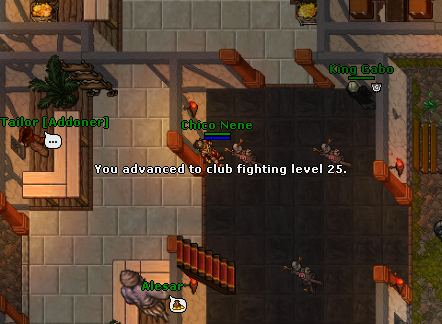 King Gabo
Tailor [Addoner]
Chico Nene
You advanced to club fighting level 25.
Alesar